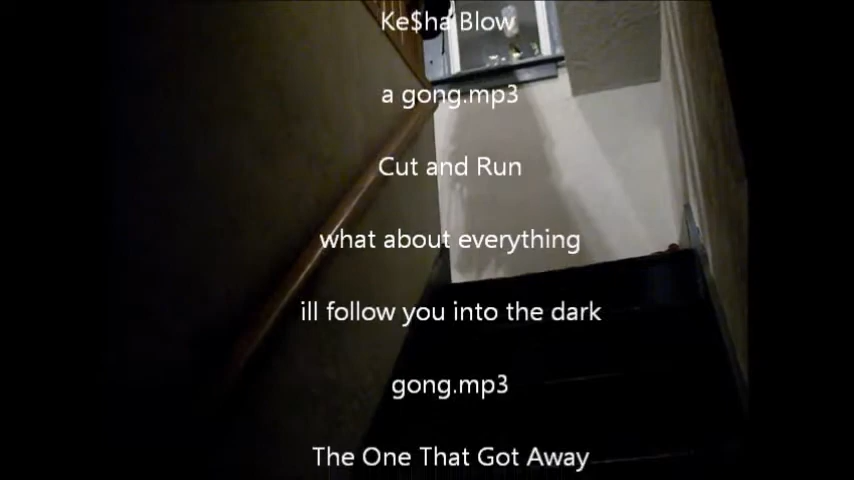 Ke$ha Blow
a gong.mp3
Cut and Run
what about everything
ill follow you into the dark
gong.mp3
The One That Got Away